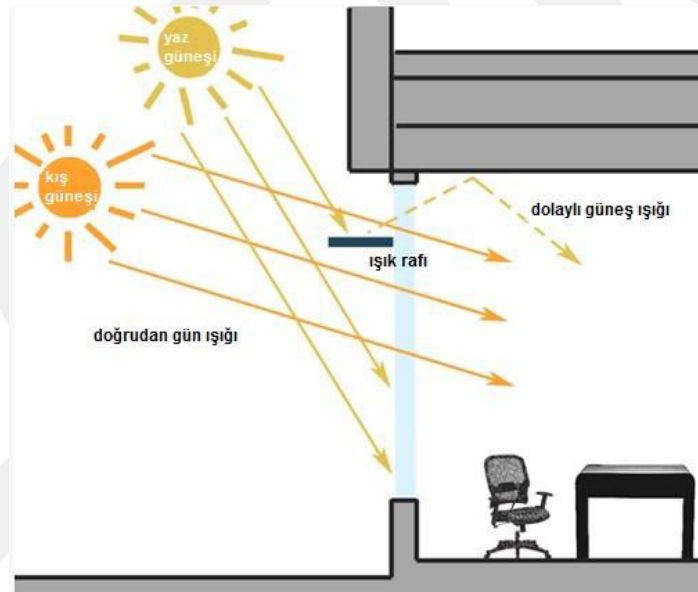 yaz
güneşi
kış
güneşi
dolaylı güneş ışığı
ışık rafı
doğrudan gün ışığı